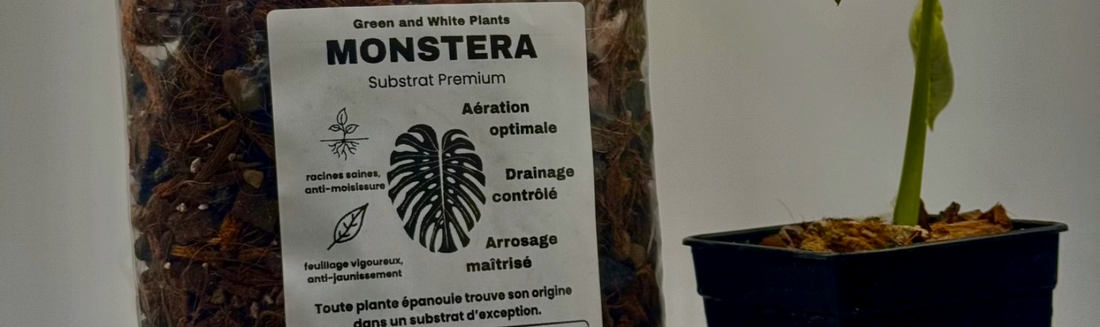 Green and White Plants
MONSTERA
Substrat Premium
Aération
optimale
racines saines,
anti-moisissure
Drainage
contrôlé
Arrosage
maîtrisé
feuillage vigoureux,
anti-jaunissement
Toute plante épanouie trouve son origine
dans un substrat d'exception.